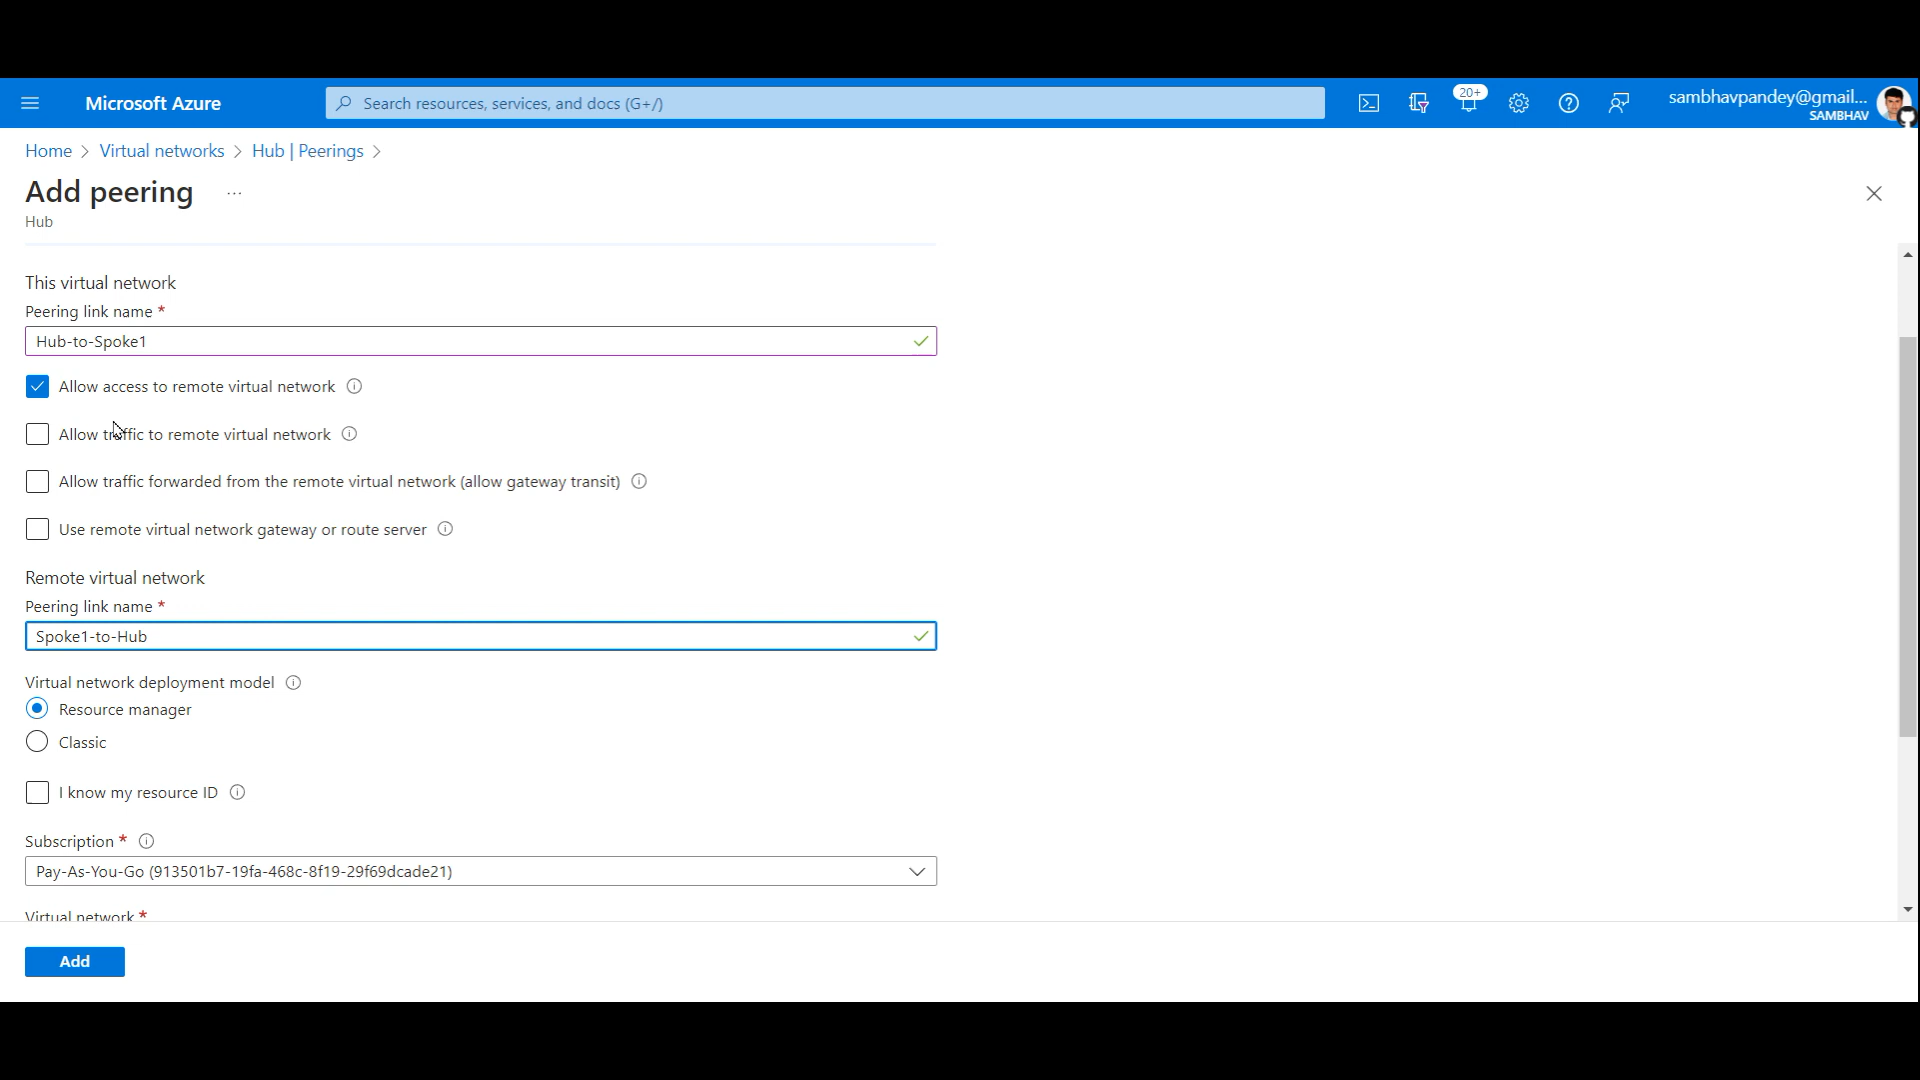 Microsoft Azure
Search resources, services, and docs (G+/)
20+
sambhavpandey@gmail...
SAMBHAV
Home > Virtual networks > Hub | Peerings >
Add peering ...
Hub
This virtual network
Peering link name *
Hub-to-Spoke1
Allow access to remote virtual network
Allow traffic to remote virtual network
Allow traffic forwarded from the remote virtual network (allow gateway transit)
Use remote virtual network gateway or route server
Remote virtual network
Peering link name *
Spoke1-to-Hub
Virtual network deployment model
Resource manager
Classic
I know my resource ID
Subscription *
Pay-As-You-Go (913501b7-19fa-468c-8f19-29f69dcade21)
Virtual network *
Add